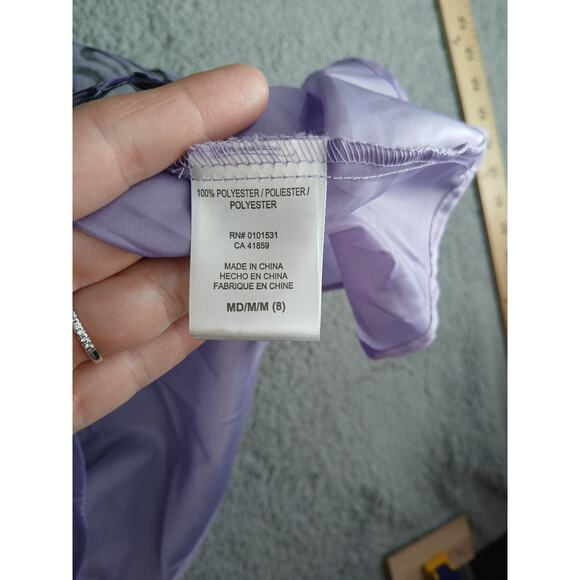 100% POLYESTER / POLIESTER /
POLYESTER
RN# 0101531
CA 41859
MADE IN CHINA
HECHO EN CHINA
FABRIQUE EN CHINE
MD/M/M (8)